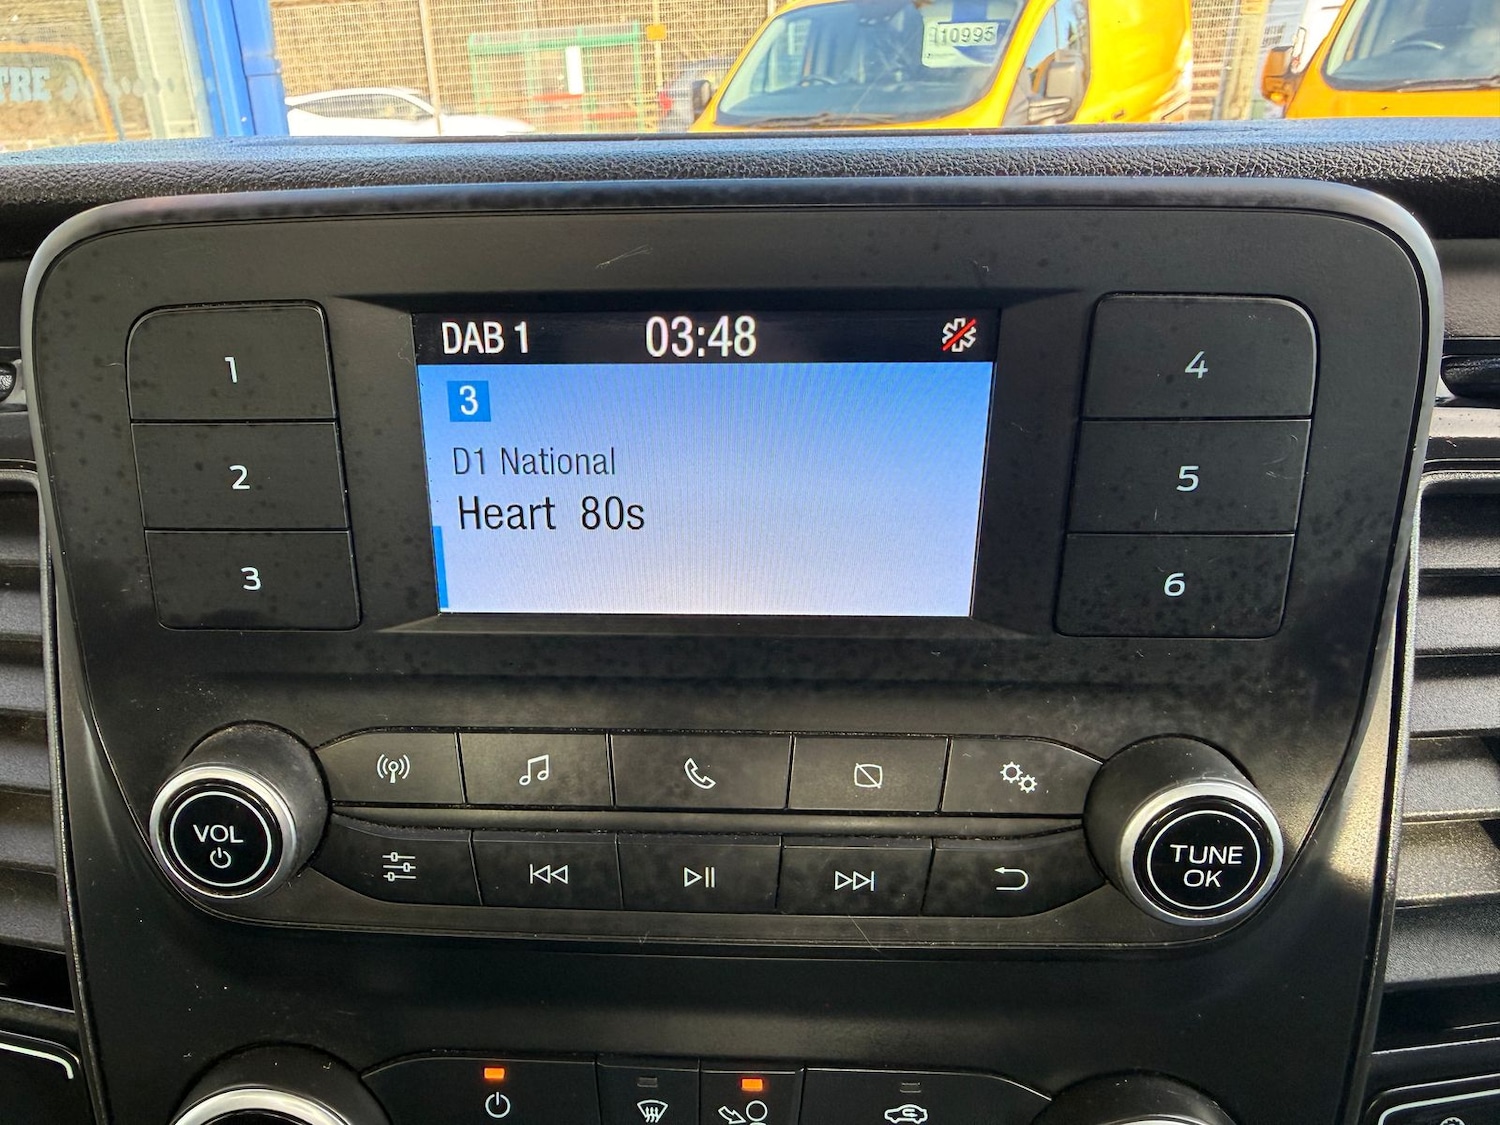 TRE
£10995
DAB 1
03:48
3
D1 National
Heart 80s
1
2
3
4
5
6
VOL
TUNE
OK